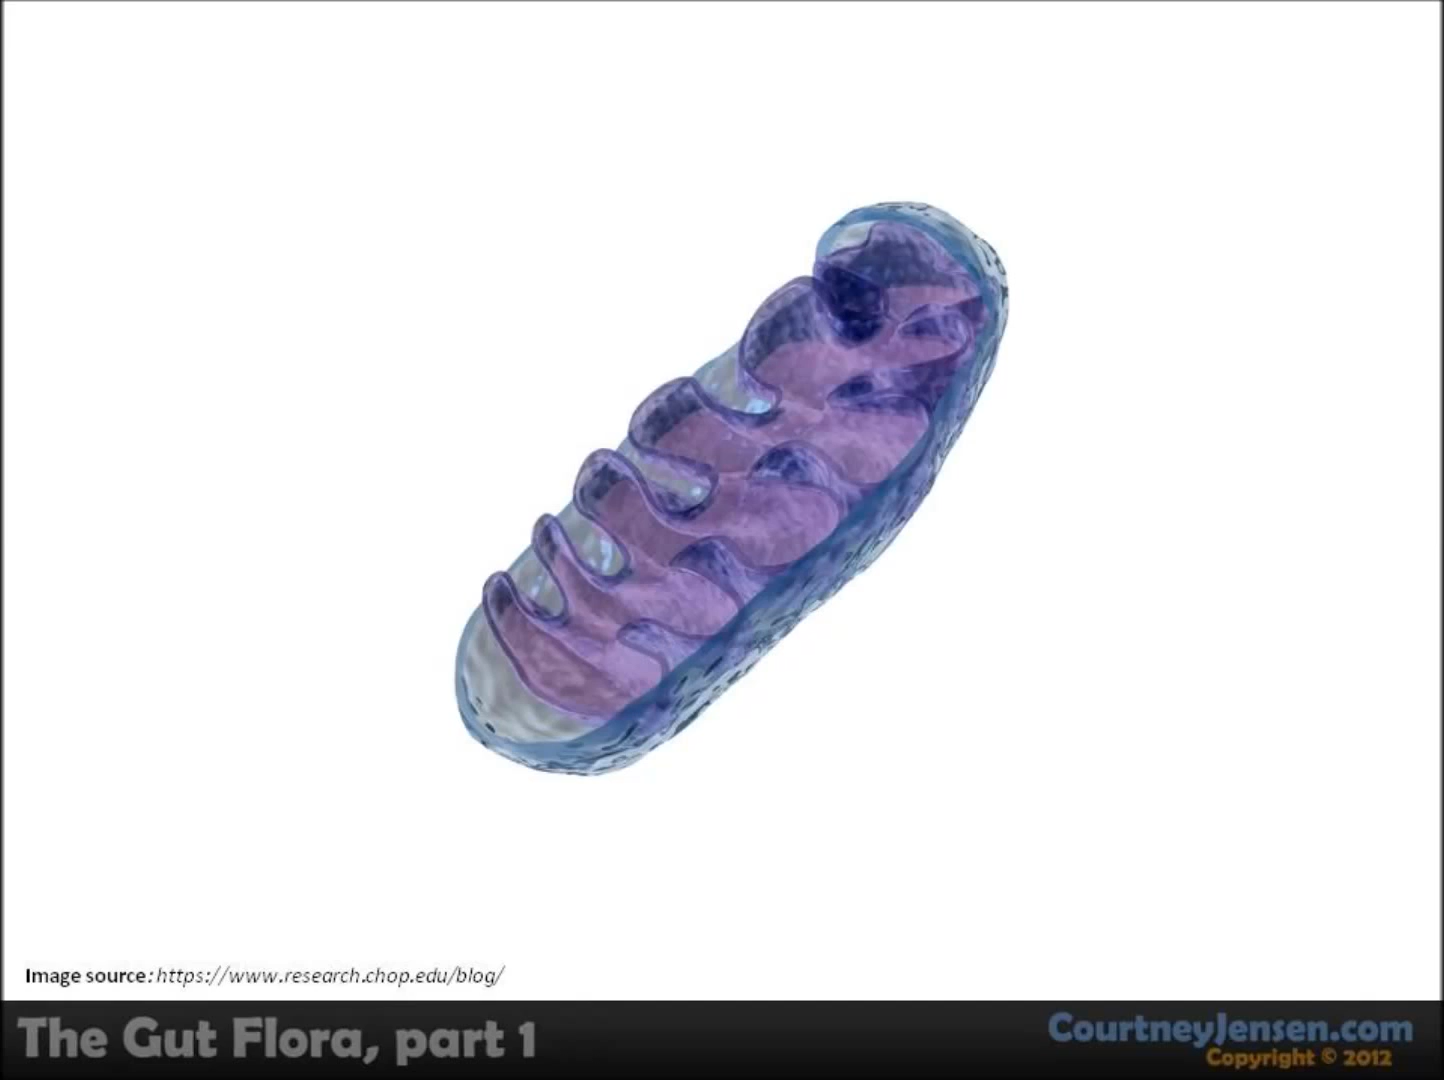 Image source: https://www.research.chop.edu/blog/
The Gut Flora, part 1
CourtneyJensen.com
Copyright © 2012